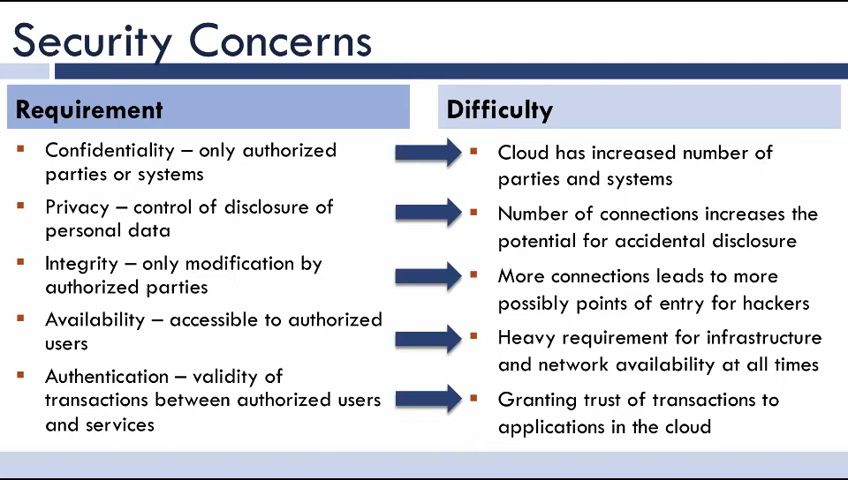 Security Concerns
Requirement
Confidentiality – only authorized
parties or systems
Privacy – control of disclosure of
personal data
Integrity – only modification by
authorized parties
Availability – accessible to authorized
users
Authentication – validity of
transactions between authorized users
and services
Difficulty
Cloud has increased number of
parties and systems
Number of connections increases the
potential for accidental disclosure
More connections leads to more
possibly points of entry for hackers
Heavy requirement for infrastructure
and network availability at all times
Granting trust of transactions to
applications in the cloud